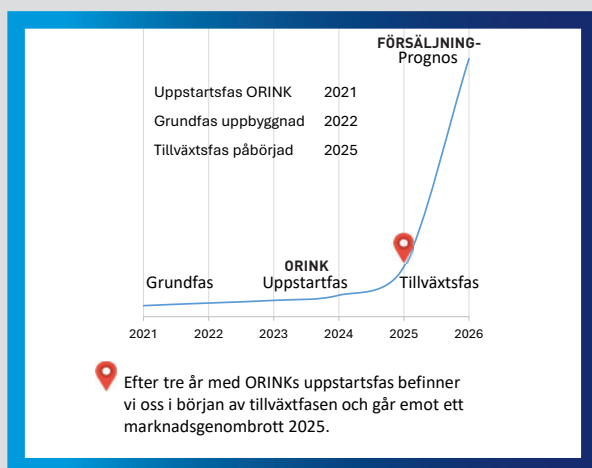 FÖRSÄLJNING-
Prognos
Uppstartsfas ORINK 2021
Grundfas uppbyggnad 2022
Tillväxtsfas påbörjad 2025
ORINK
Grundfas Uppstartfas Tillväxtsfas
2021 2022 2023 2024 2025 2026
Efter tre år med ORINKs uppstartsfas befinner
vi oss i början av tillväxtfasen och går emot ett
marknadsgenombrott 2025.